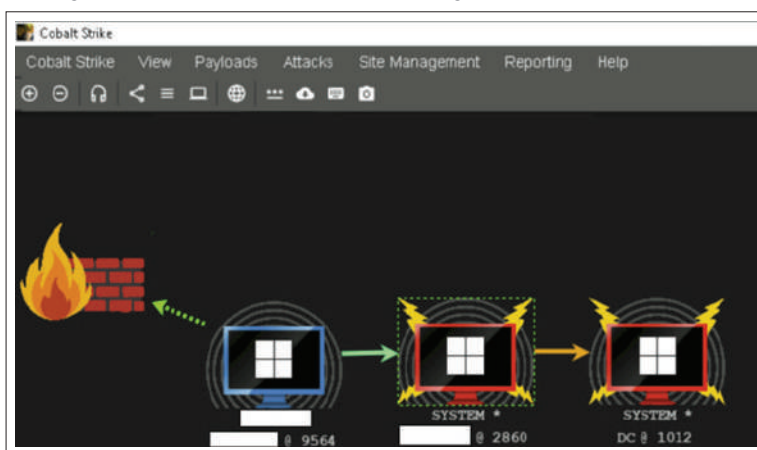 Cobalt Strike
Cobalt Strike View Payloads Attacks Site Management Reporting Help
SYSTEM * SYSTEM *
@ 9564 @ 2860 DC @ 1012